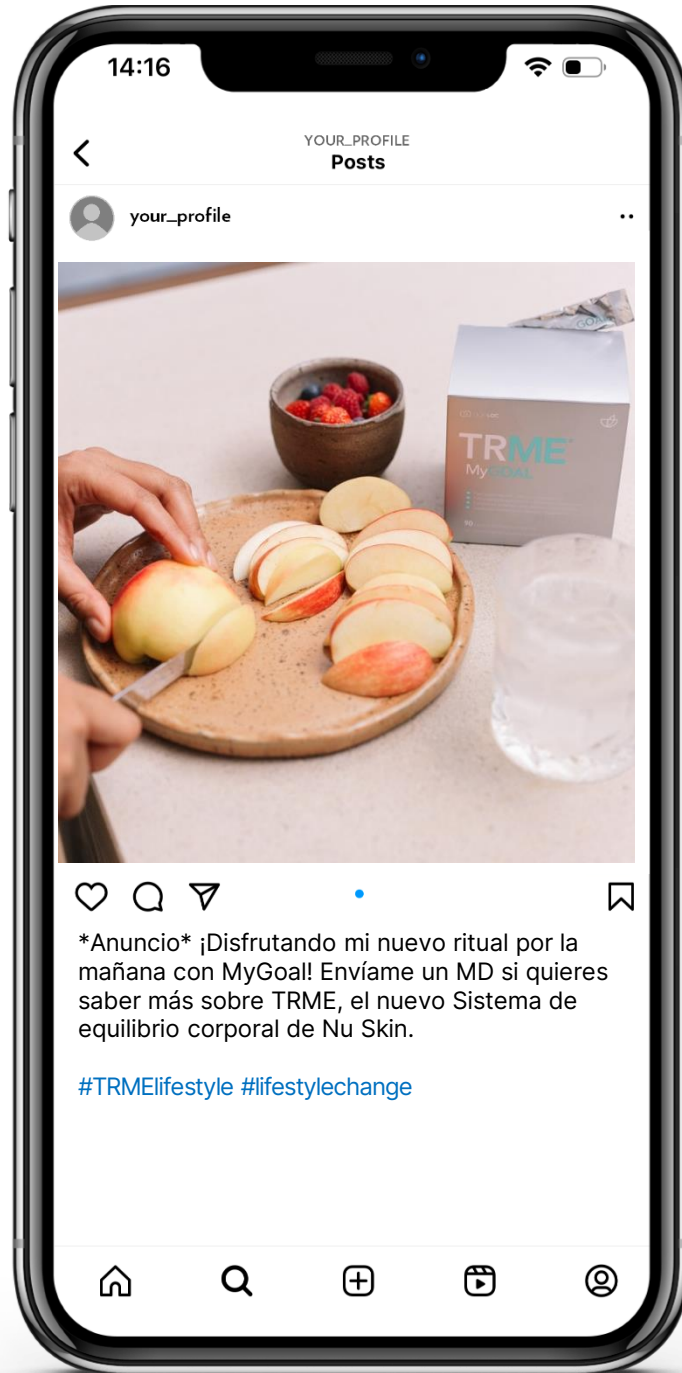 14:16
YOUR_PROFILE
Posts
your_profile
GOAL
TRME
MyGOAL
*Anuncio* ¡Disfrutando mi nuevo ritual por la
mañana con MyGoal! Envíame un MD si quieres
saber más sobre TRME, el nuevo Sistema de
equilibrio corporal de Nu Skin.
#TRMElifestyle #lifestylechange